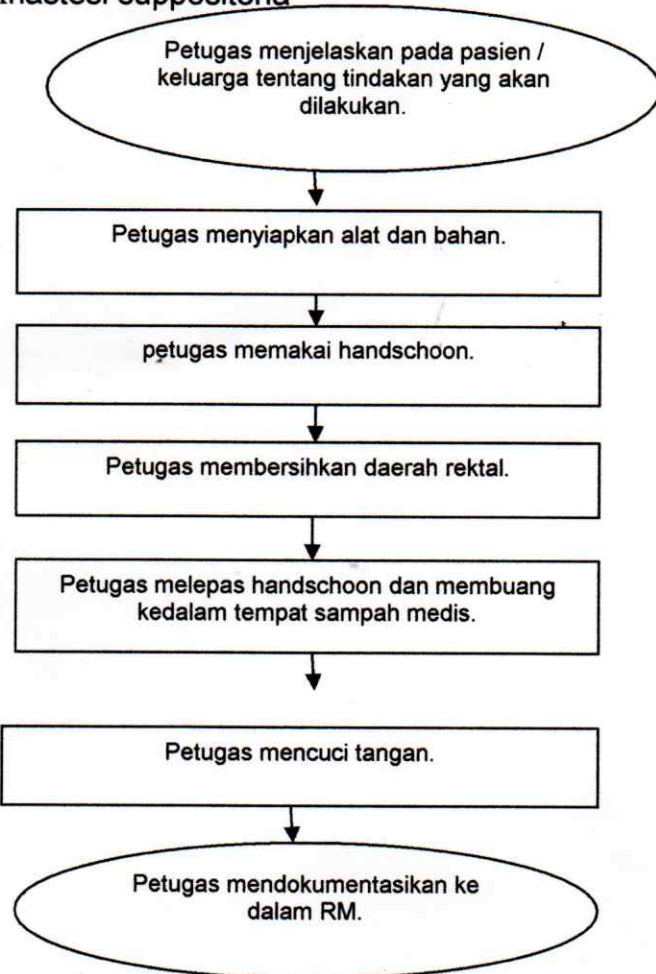 suppositoria
Petugas menjelaskan pada pasien /
keluarga tentang tindakan yang akan
dilakukan.
Petugas menyiapkan alat dan bahan.
petugas memakai handschoon.
Petugas membersihkan daerah rektal.
Petugas melepas handschoon dan membuang
kedalam tempat sampah medis.
Petugas mencuci tangan.
Petugas mendokumentasikan ke
dalam RM.